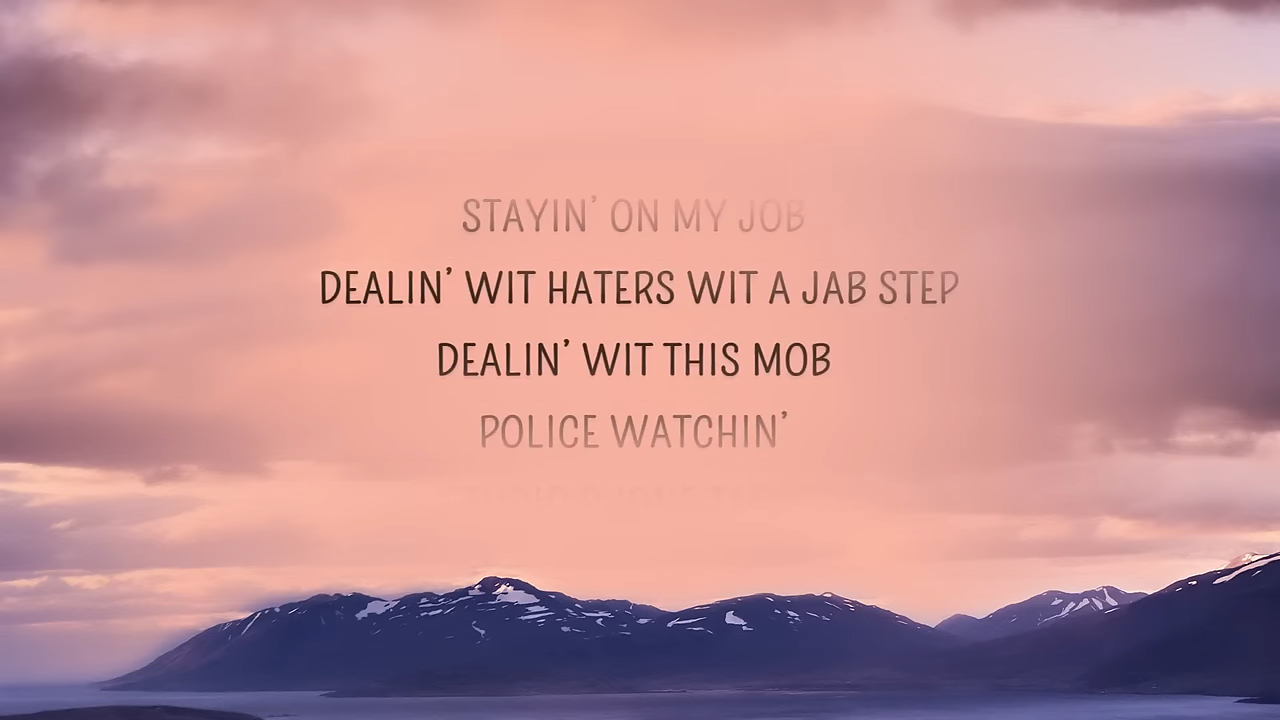 STAYIN' ON MY JOB
DEALIN' WIT HATERS WIT A JAB STEP
DEALIN' WIT THIS MOB
POLICE WATCHIN'